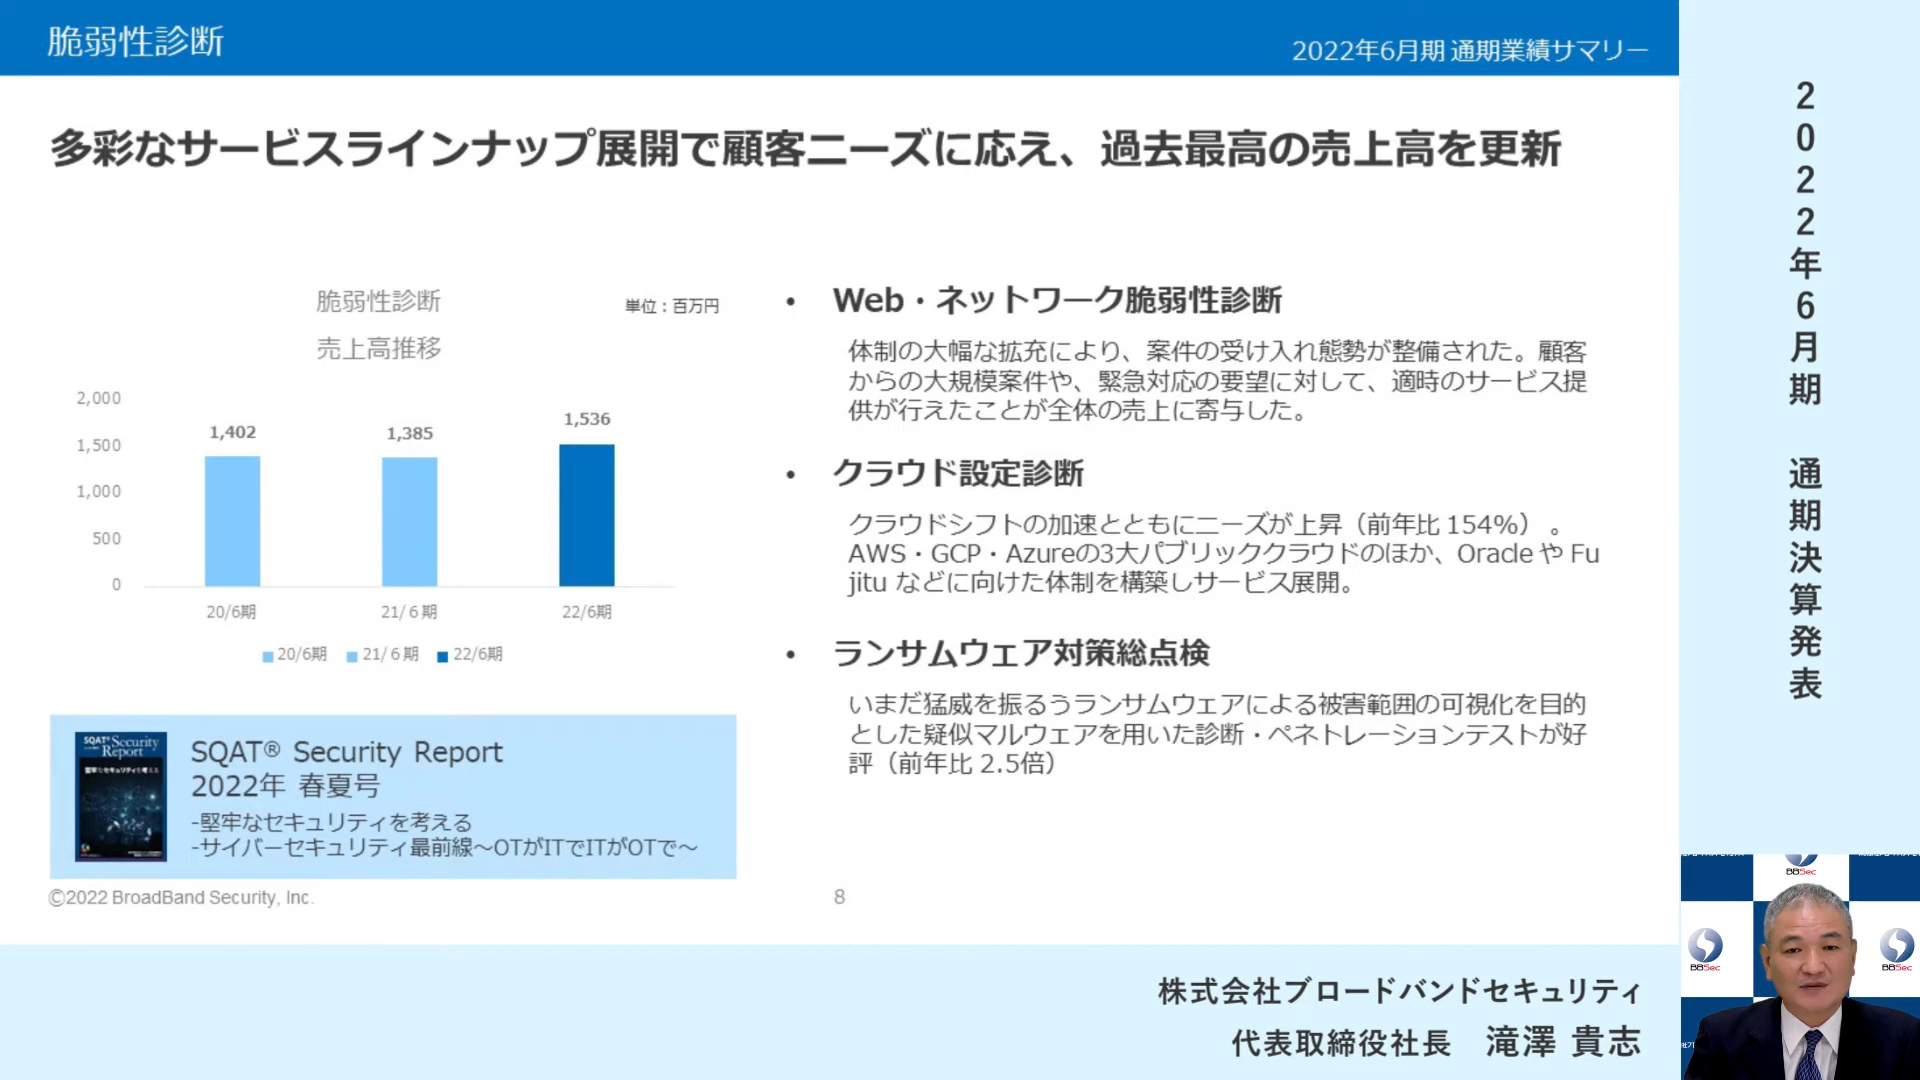 脆弱性診断
2022年6月期 通期業績サマリー
多彩なサービスラインナップ展開で顧客ニーズに応え、過去最高の売上高を更新
脆弱性診断
売上高推移
単位：百万円
2,000
1,500
1,000
500
0
1,402
1,385
1,536
20/6期
21/６期
22/6期
20/6期
21/６期
22/6期
SQAT® Security Report
SQAT® Security Report
2022年 春夏号
-堅牢なセキュリティを考える
-サイバーセキュリティ最前線～OTがITでITがOTで～
©2022 BroadBand Security, Inc.
8
• Web・ネットワーク脆弱性診断
体制の大幅な拡充により、案件の受け入れ態勢が整備された。顧客
からの大規模案件や、緊急対応の要望に対して、適時のサービス提
供が行えたことが全体の売上に寄与した。
• クラウド設定診断
クラウドシフトの加速とともにニーズが上昇（前年比 154%）。
AWS・GCP・Azureの3大パブリッククラウドのほか、Oracle や Fu
jitu などに向けた体制を構築しサービス展開。
• ランサムウェア対策総点検
いまだ猛威を振るうランサムウェアによる被害範囲の可視化を目的
とした疑似マルウェアを用いた診断・ペネトレーションテストが好
評（前年比 2.5倍）
2022年6月期 通期決算発表
株式会社ブロードバンドセキュリティ
代表取締役社長 滝澤 貴志
BBSec
BBSec
BBSec